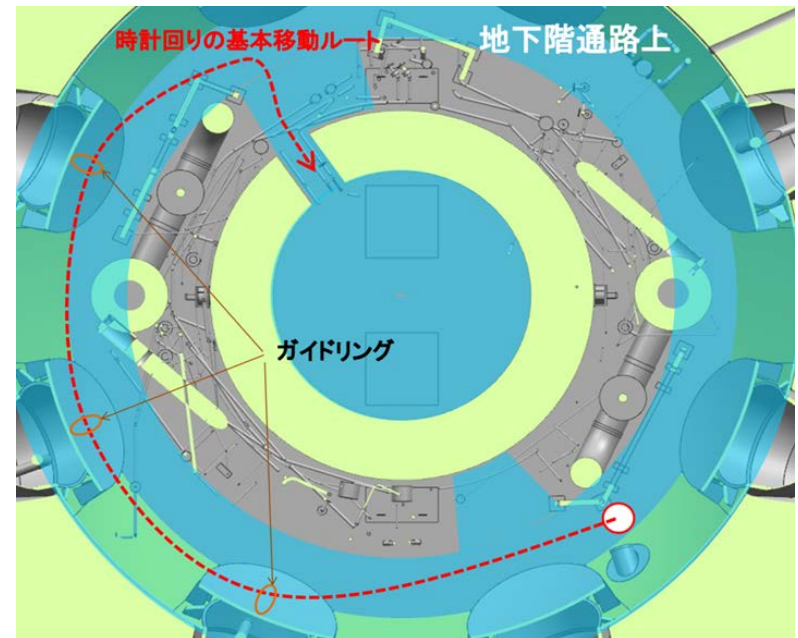 時計回りの基本移動ルート
地下階通路上
ガイドリング